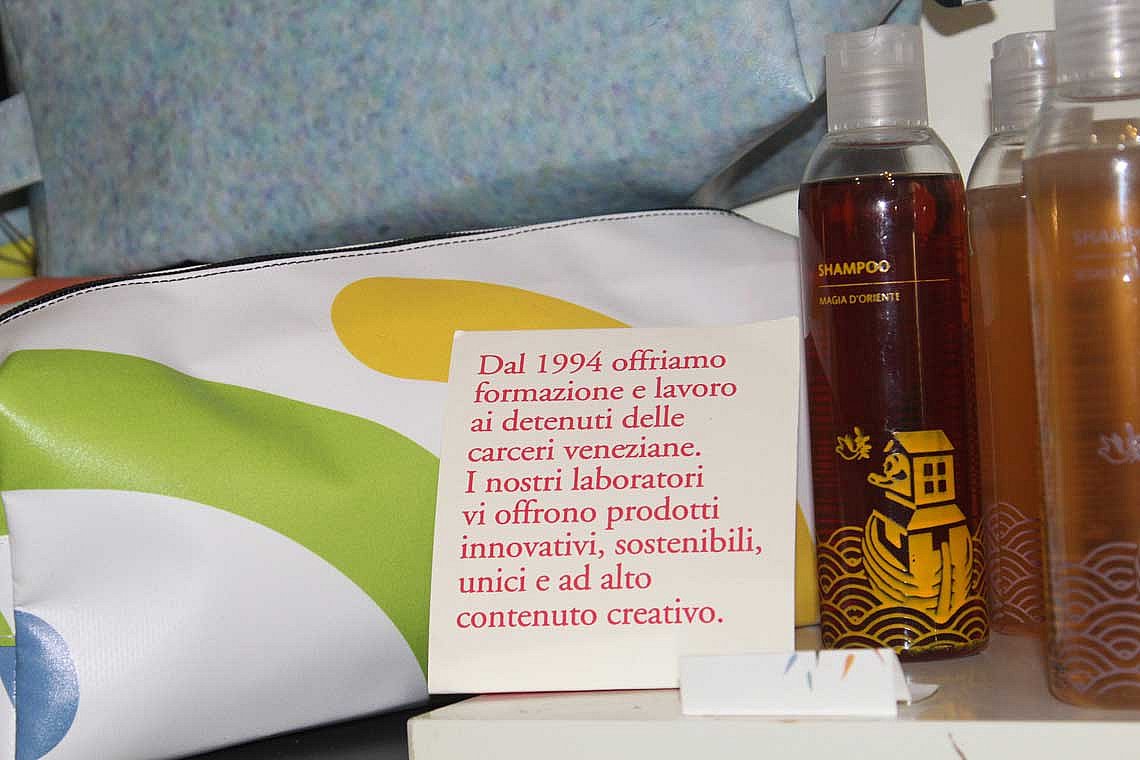 Dal 1994 offriamo
formazione e lavoro
ai detenuti delle
carceri veneziane.
I nostri laboratori
vi offrono prodotti
innovativi, sostenibili,
unici e ad alto
contenuto creativo.
SHAMPOO
MAGIA D'ORIENTE